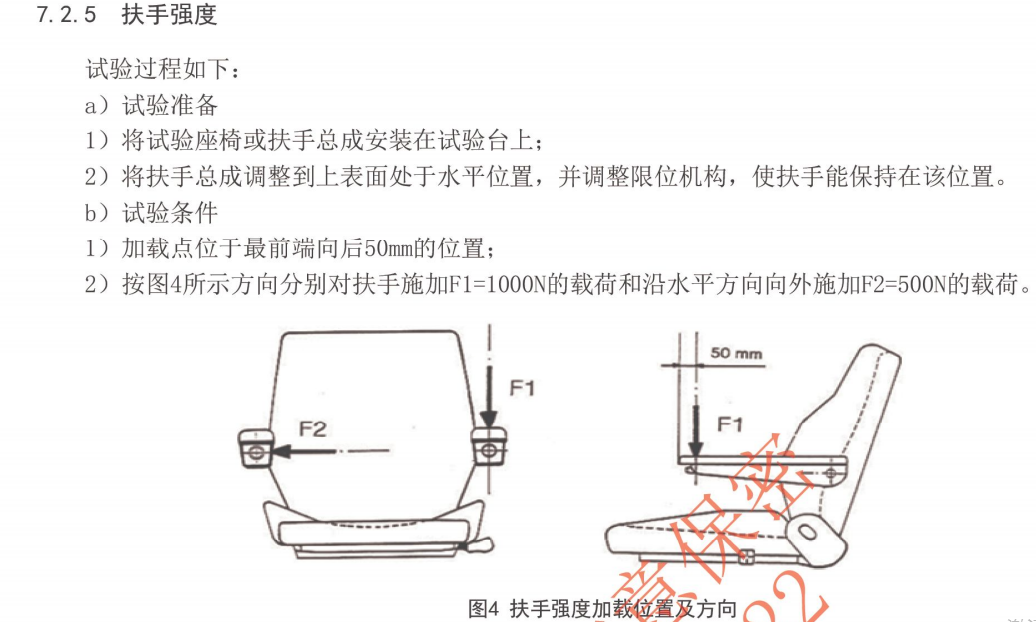 7.2.5 扶手强度
试验过程如下：
a）试验准备
1）将试验座椅或扶手总成安装在试验台上；
2）将扶手总成调整到上表面处于水平位置，并调整限位机构，使扶手能保持在该位置。
b）试验条件
1）加载点位于最前端向后50mm的位置；
2）按图4所示方向分别对扶手施加F1=1000N的载荷和沿水平方向向外施加F2=500N的载荷。
50 mm
F1
F2
F1
意保密
22
图4 扶手强度加载位置及方向